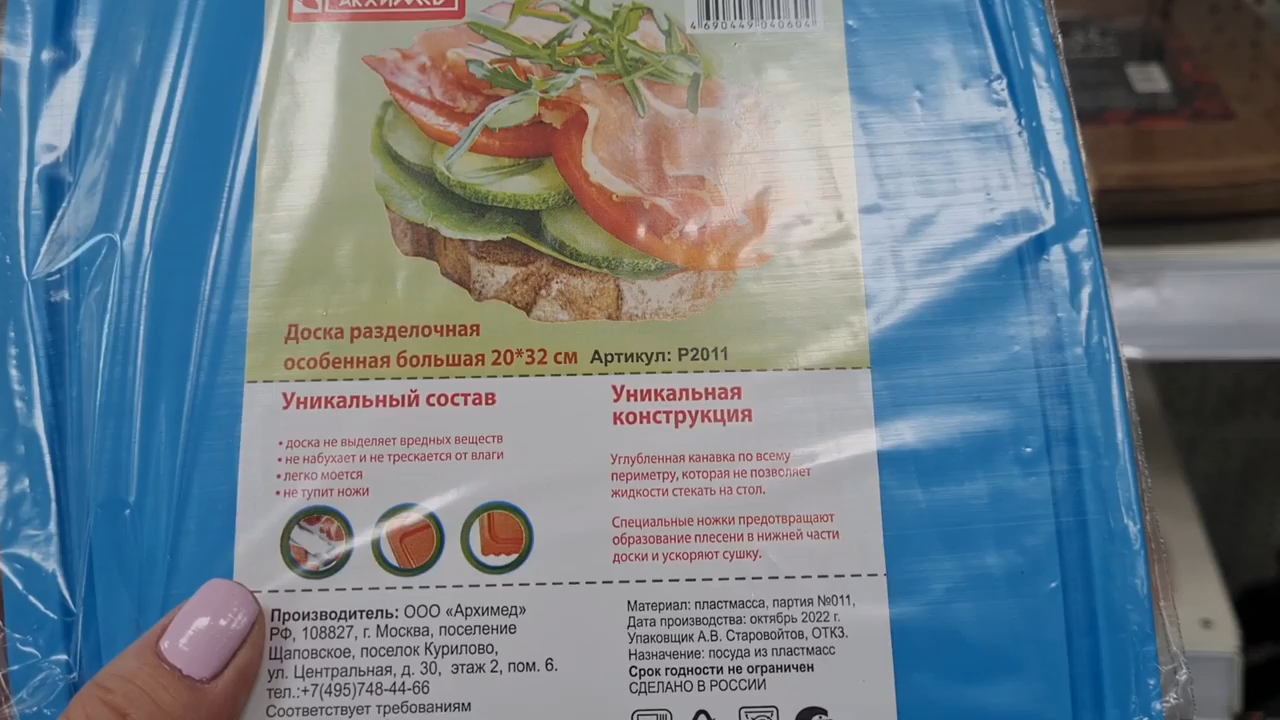 АРХИМЕД
4690449040604
Доска разделочная
особенная большая 20*32 см Артикул: Р2011
Уникальный состав
• доска не выделяет вредных веществ
• не набухает и не трескается от влаги
• легко моется
• не тупит ножи
Уникальная
конструкция
Углубленная канавка по всему
периметру, которая не позволяет
жидкости стекать на стол.
Специальные ножки предотвращают
образование плесени в нижней части
доски и ускоряют сушку.
Производитель: ООО «Архимед»
РФ, 108827, г. Москва, поселение
Щаповское, поселок Курилово,
ул. Центральная, д. 30, этаж 2, пом. 6.
тел.:+7(495)748-44-66
Соответствует требованиям
Материал: пластмасса, партия №011,
Дата производства: октябрь 2022 г.
Упаковщик А.В. Старовойтов, ОТК3.
Назначение: посуда из пластмасс
Срок годности не ограничен
СДЕЛАНО В РОССИИ